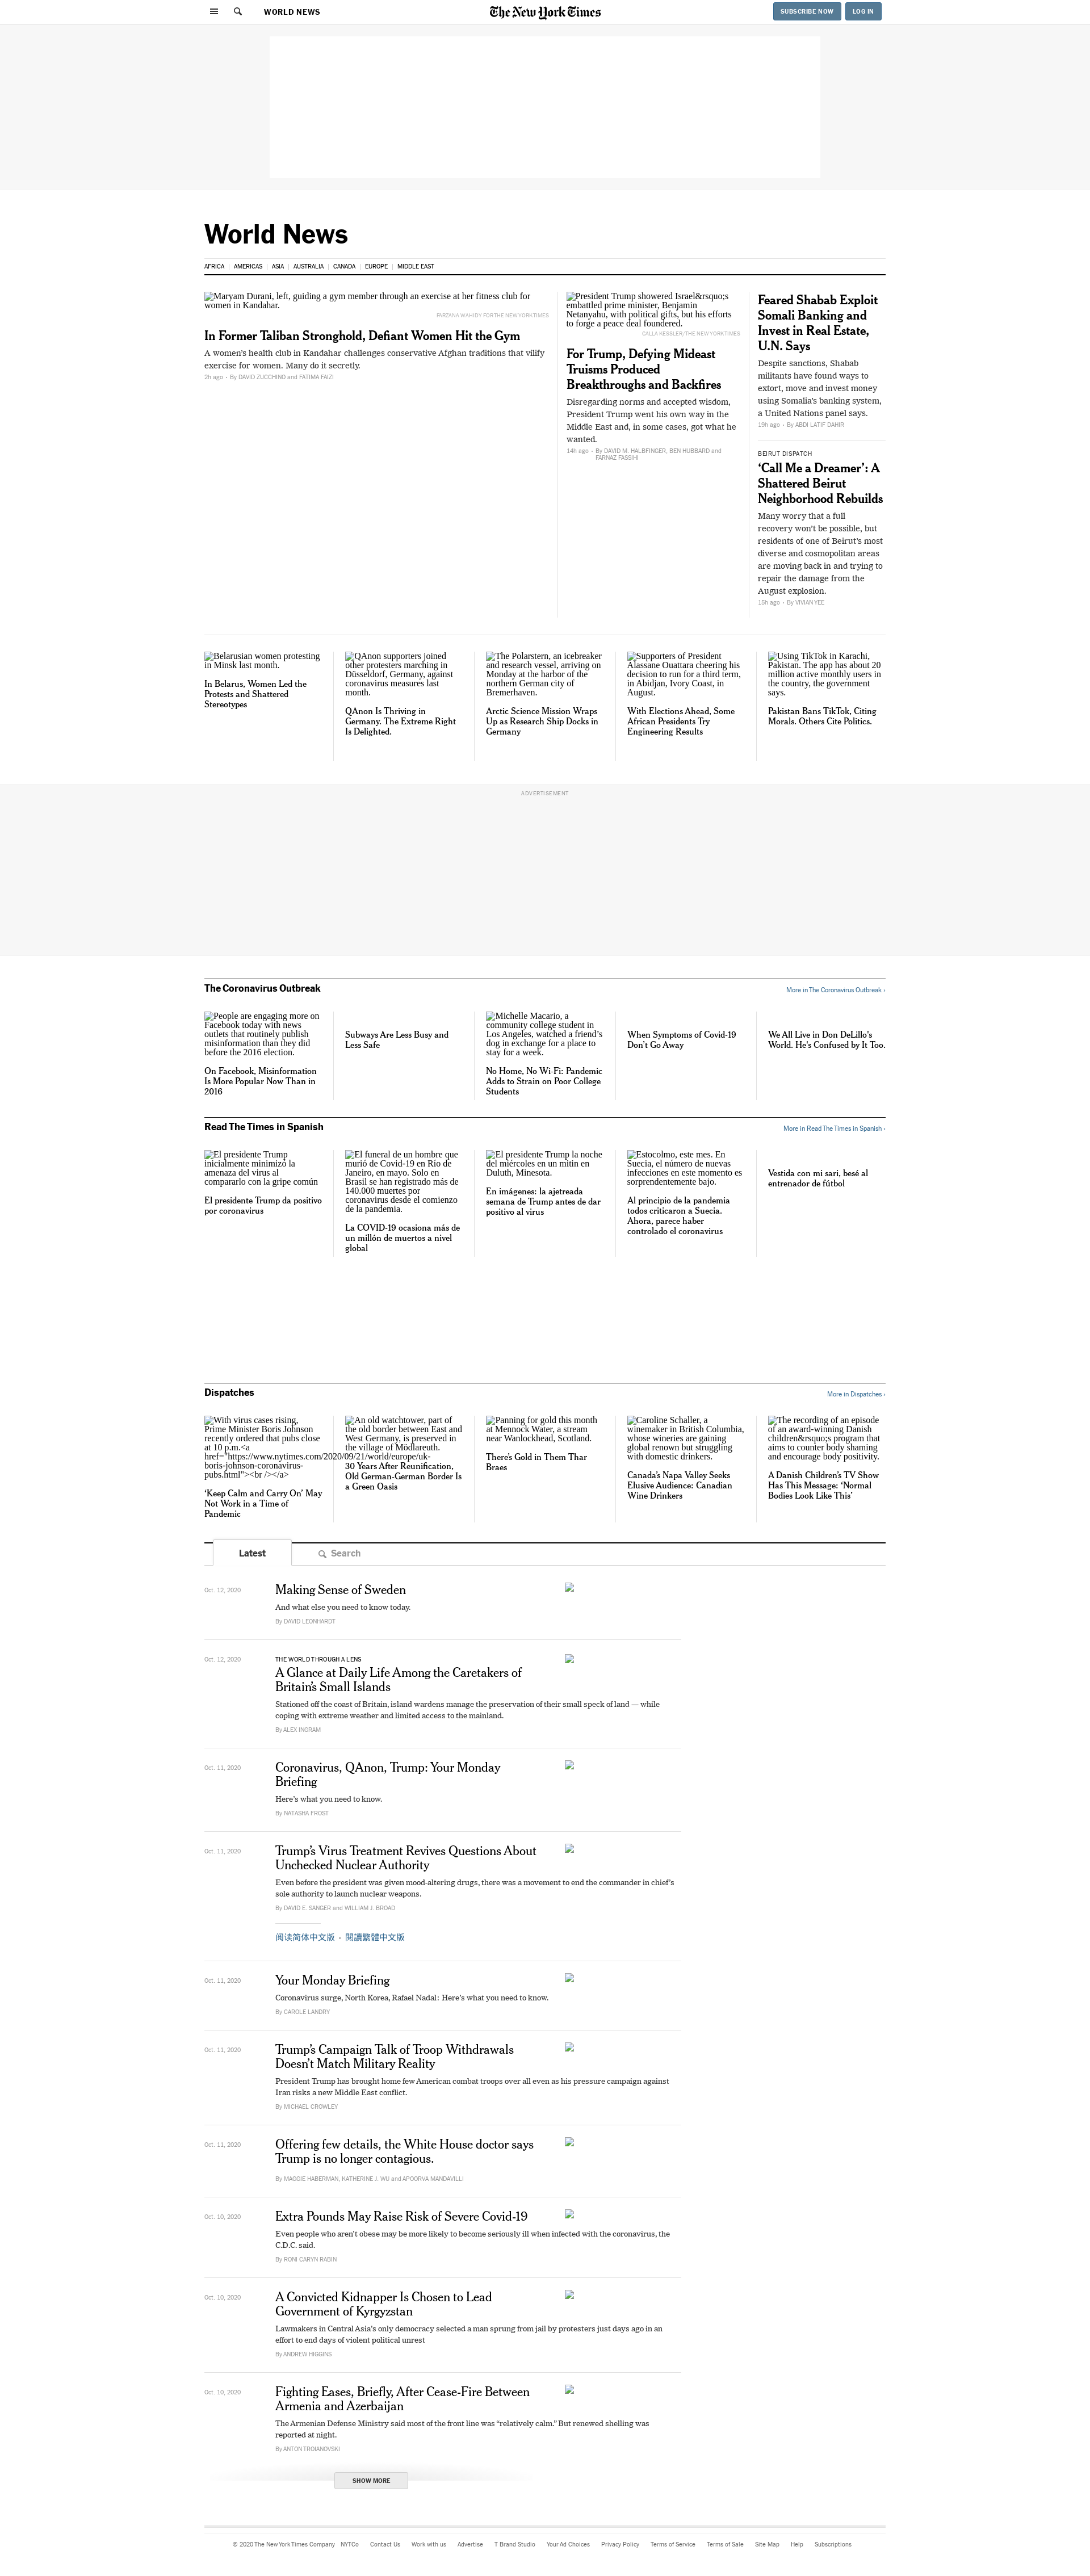 WORLD NEWS
The New York Times
SUBSCRIBE NOW
LOG IN
World News
AFRICA
AMERICAS
ASIA
AUSTRALIA
CANADA
EUROPE
MIDDLE EAST
Maryam Durani, left, guiding a gym member through an exercise at her fitness club for
women in Kandahar.
FARZANA WAHIDY FOR THE NEW YORK TIMES
In Former Taliban Stronghold, Defiant Women Hit the Gym
A women's health club in Kandahar challenges conservative Afghan traditions that vilify
exercise for women. Many do it secretly.
2h ago · By DAVID ZUCCHINO and FATIMA FAIZI
President Trump showered Israel&rsquo;s
embattled prime minister, Benjamin
Netanyahu, with political gifts, but his efforts
to forge a peace deal foundered.
CALLA KESSLER/THE NEW YORK TIMES
For Trump, Defying Mideast
Truisms Produced
Breakthroughs and Backfires
Disregarding norms and accepted wisdom,
President Trump went his own way in the
Middle East and, in some cases, got what he
wanted.
14h ago · By DAVID M. HALBFINGER, BEN HUBBARD and
FARNAZ FASSIHI
Feared Shabab Exploit
Somali Banking and
Invest in Real Estate,
U.N. Says
Despite sanctions, Shabab
militants have found ways to
extort, move and invest money
using Somalia's banking system,
a United Nations panel says.
19h ago · By ABDI LATIF DAHIR
BEIRUT DISPATCH
‘Call Me a Dreamer’: A
Shattered Beirut
Neighborhood Rebuilds
Many worry that a full
recovery won't be possible, but
residents of one of Beirut's most
diverse and cosmopolitan areas
are moving back in and trying to
repair the damage from the
August explosion.
15h ago · By VIVIAN YEE
Belarusian women protesting
in Minsk last month.
In Belarus, Women Led the
Protests and Shattered
Stereotypes
QAnon supporters joined
other protesters marching in
Düsseldorf, Germany, against
coronavirus measures last
month.
QAnon Is Thriving in
Germany. The Extreme Right
Is Delighted.
The Polarstern, an icebreaker
and research vessel, arriving on
Monday at the harbor of the
northern German city of
Bremerhaven.
Arctic Science Mission Wraps
Up as Research Ship Docks in
Germany
Supporters of President
Alassane Ouattara cheering his
decision to run for a third term,
in Abidjan, Ivory Coast, in
August.
With Elections Ahead, Some
African Presidents Try
Engineering Results
Using TikTok in Karachi,
Pakistan. The app has about 20
million active monthly users in
the country, the government
says.
Pakistan Bans TikTok, Citing
Morals. Others Cite Politics.
ADVERTISEMENT
The Coronavirus Outbreak
More in The Coronavirus Outbreak ›
People are engaging more on
Facebook today with news
outlets that routinely publish
misinformation than they did
before the 2016 election.
On Facebook, Misinformation
Is More Popular Now Than in
2016
Subways Are Less Busy and
Less Safe
Michelle Macario, a
community college student in
Los Angeles, watched a friend’s
dog in exchange for a place to
stay for a week.
No Home, No Wi-Fi: Pandemic
Adds to Strain on Poor College
Students
When Symptoms of Covid-19
Don’t Go Away
We All Live in Don DeLillo’s
World. He’s Confused by It Too.
Read The Times in Spanish
More in Read The Times in Spanish ›
El presidente Trump
inicialmente minimizó la
amenaza del virus al
compararlo con la gripe común
El presidente Trump da positivo
por coronavirus
El funeral de un hombre que
murió de Covid-19 en Río de
Janeiro, en mayo. Solo en
Brasil se han registrado más de
140.000 muertes por
coronavirus desde el comienzo
de la pandemia.
La COVID-19 ocasiona más de
un millón de muertos a nivel
global
El presidente Trump la noche
del miércoles en un mitin en
Duluth, Minesota.
En imágenes: la ajetreada
semana de Trump antes de dar
positivo al virus
Estocolmo, este mes. En
Suecia, el número de nuevas
infecciones en este momento es
sorprendentemente bajo.
Al principio de la pandemia
todos criticaron a Suecia.
Ahora, parece haber
controlado el coronavirus
Vestida con mi sari, besé al
entrenador de fútbol
Dispatches
More in Dispatches ›
With virus cases rising,
Prime Minister Boris Johnson
recently ordered that pubs close
at 10 p.m.<a
href="https://www.nytimes.com/2020/09/21/world/europe/uk-
boris-johnson-coronavirus-
pubs.html"><br /></a>
‘Keep Calm and Carry On’ May
Not Work in a Time of
Pandemic
An old watchtower, part of
the old border between East and
West Germany, is preserved in
the village of Mödlareuth.
30 Years After Reunification,
Old German-German Border Is
a Green Oasis
Panning for gold this month
at Mennock Water, a stream
near Wanlockhead, Scotland.
There’s Gold in Them Thar
Braes
Caroline Schaller, a
winemaker in British Columbia,
whose wineries are gaining
global renown but struggling
with domestic drinkers.
Canada’s Napa Valley Seeks
Elusive Audience: Canadian
Wine Drinkers
The recording of an episode
of an award-winning Danish
children&rsquo;s program that
aims to counter body shaming
and encourage body positivity.
A Danish Children’s TV Show
Has This Message: ‘Normal
Bodies Look Like This’
Latest
Search
Oct. 12, 2020
Making Sense of Sweden
And what else you need to know today.
By DAVID LEONHARDT
Oct. 12, 2020
THE WORLD THROUGH A LENS
A Glance at Daily Life Among the Caretakers of
Britain’s Small Islands
Stationed off the coast of Britain, island wardens manage the preservation of their small speck of land — while
coping with extreme weather and limited access to the mainland.
By ALEX INGRAM
Oct. 11, 2020
Coronavirus, QAnon, Trump: Your Monday
Briefing
Here’s what you need to know.
By NATASHA FROST
Oct. 11, 2020
Trump’s Virus Treatment Revives Questions About
Unchecked Nuclear Authority
Even before the president was given mood-altering drugs, there was a movement to end the commander in chief’s
sole authority to launch nuclear weapons.
By DAVID E. SANGER and WILLIAM J. BROAD
阅读简体中文版 · 閱讀繁體中文版
Oct. 11, 2020
Your Monday Briefing
Coronavirus surge, North Korea, Rafael Nadal: Here’s what you need to know.
By CAROLE LANDRY
Oct. 11, 2020
Trump’s Campaign Talk of Troop Withdrawals
Doesn’t Match Military Reality
President Trump has brought home few American combat troops over all even as his pressure campaign against
Iran risks a new Middle East conflict.
By MICHAEL CROWLEY
Oct. 11, 2020
Offering few details, the White House doctor says
Trump is no longer contagious.
By MAGGIE HABERMAN, KATHERINE J. WU and APOORVA MANDAVILLI
Oct. 10, 2020
Extra Pounds May Raise Risk of Severe Covid-19
Even people who aren’t obese may be more likely to become seriously ill when infected with the coronavirus, the
C.D.C. said.
By RONI CARYN RABIN
Oct. 10, 2020
A Convicted Kidnapper Is Chosen to Lead
Government of Kyrgyzstan
Lawmakers in Central Asia’s only democracy selected a man sprung from jail by protesters just days ago in an
effort to end days of violent political unrest
By ANDREW HIGGINS
Oct. 10, 2020
Fighting Eases, Briefly, After Cease-Fire Between
Armenia and Azerbaijan
The Armenian Defense Ministry said most of the front line was “relatively calm.” But renewed shelling was
reported at night.
By ANTON TROIANOVSKI
SHOW MORE
© 2020 The New York Times Company
NYTCo
Contact Us
Work with us
Advertise
T Brand Studio
Your Ad Choices
Privacy Policy
Terms of Service
Terms of Sale
Site Map
Help
Subscriptions